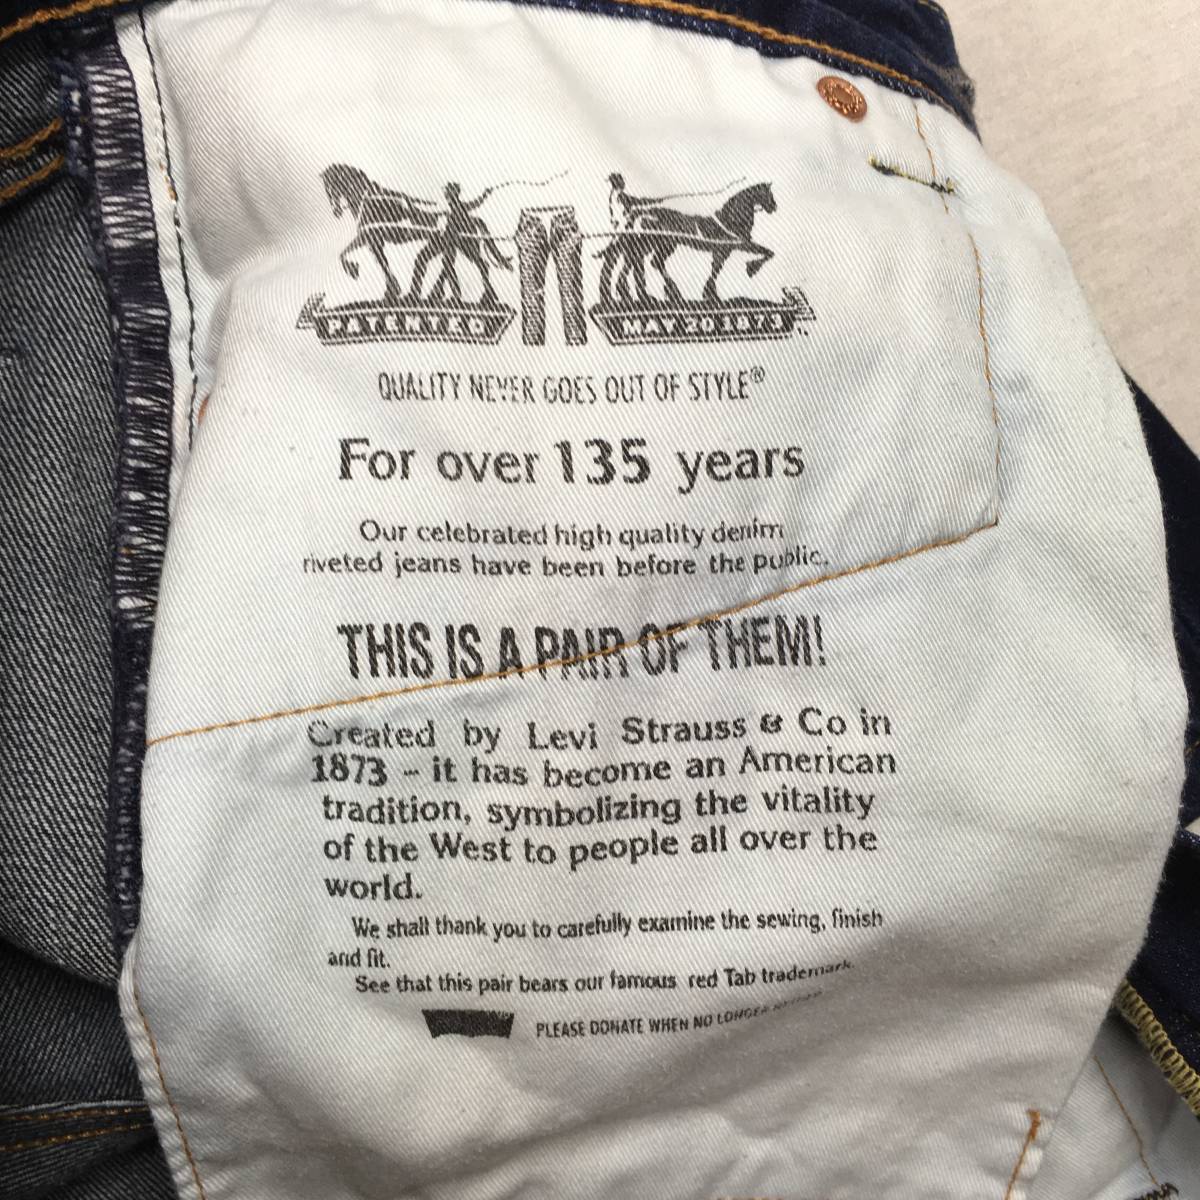 PATENTED MAY 20 1873
QUALITY NEVER GOES OUT OF STYLE®
For over 135 years
Our celebrated high quality denim
riveted jeans have been before the public.
THIS IS A PAIR OF THEM!
Created by Levi Strauss & Co in
1873 - it has become an American
tradition, symbolizing the vitality
of the West to people all over the
world.
We shall thank you to carefully examine the sewing, finish
and fit.
See that this pair bears our famous red Tab trademark.
PLEASE DONATE WHEN NO LONGER